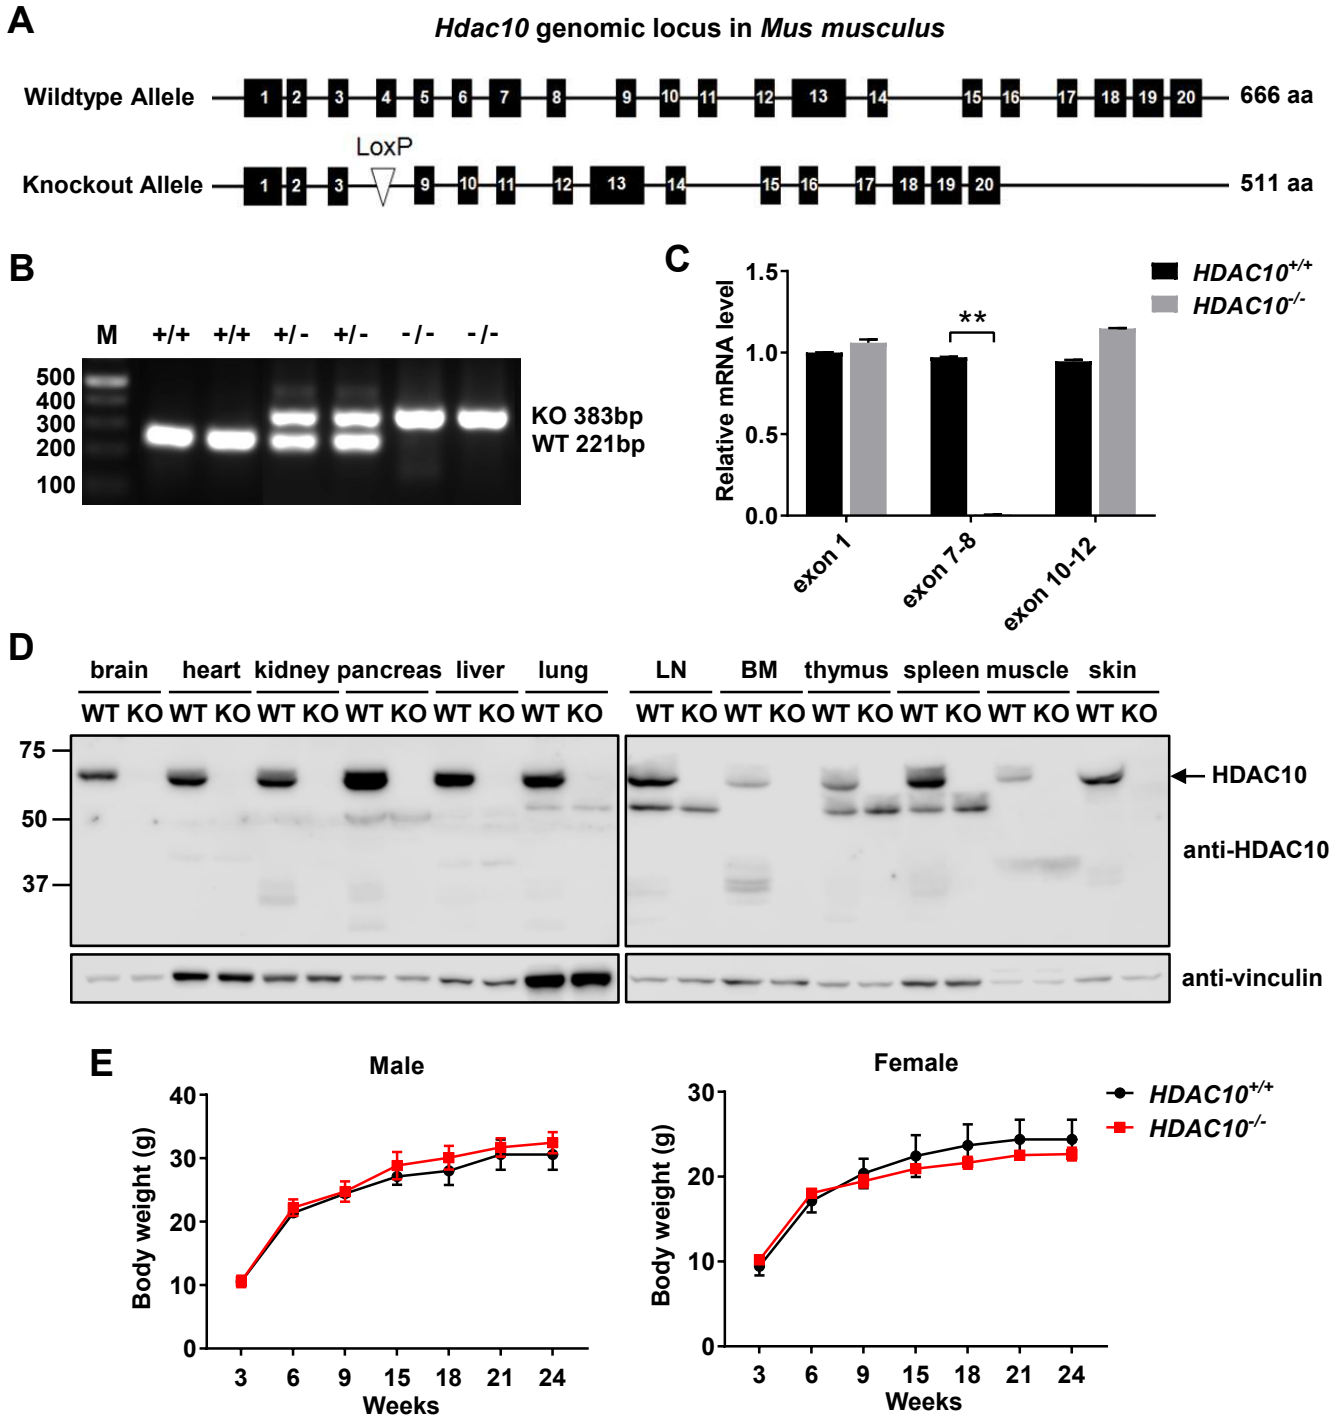 A
Hdac10 genomic locus in Mus musculus
Wildtype Allele 1 2 3 4 5 6 7 8 9 10 11 12 13 14 15 16 17 18 19 20 666 aa
LoxP
Knockout Allele 1 2 3 9 10 11 12 13 14 15 16 17 18 19 20 511 aa
B
M +/+ +/+ +/- +/- -/- -/-
500
400
300
200
100
KO 383bp
WT 221bp
C
Relative mRNA level
1.5
1.0
0.5
0.0
**
exon 1
exon 7-8
exon 10-12
HDAC10+/+
HDAC10-/-
D
brain heart kidney pancreas liver lung LN BM thymus spleen muscle skin
WT KO WT KO WT KO WT KO WT KO WT KO WT KO WT KO WT KO WT KO WT KO WT KO
75
50
37
HDAC10
anti-HDAC10
anti-vinculin
E
Male
Body weight (g)
40
30
20
10
0
3 6 9 15 18 21 24
Weeks
Female
Body weight (g)
30
20
10
0
3 6 9 15 18 21 24
Weeks
HDAC10+/+
HDAC10-/-